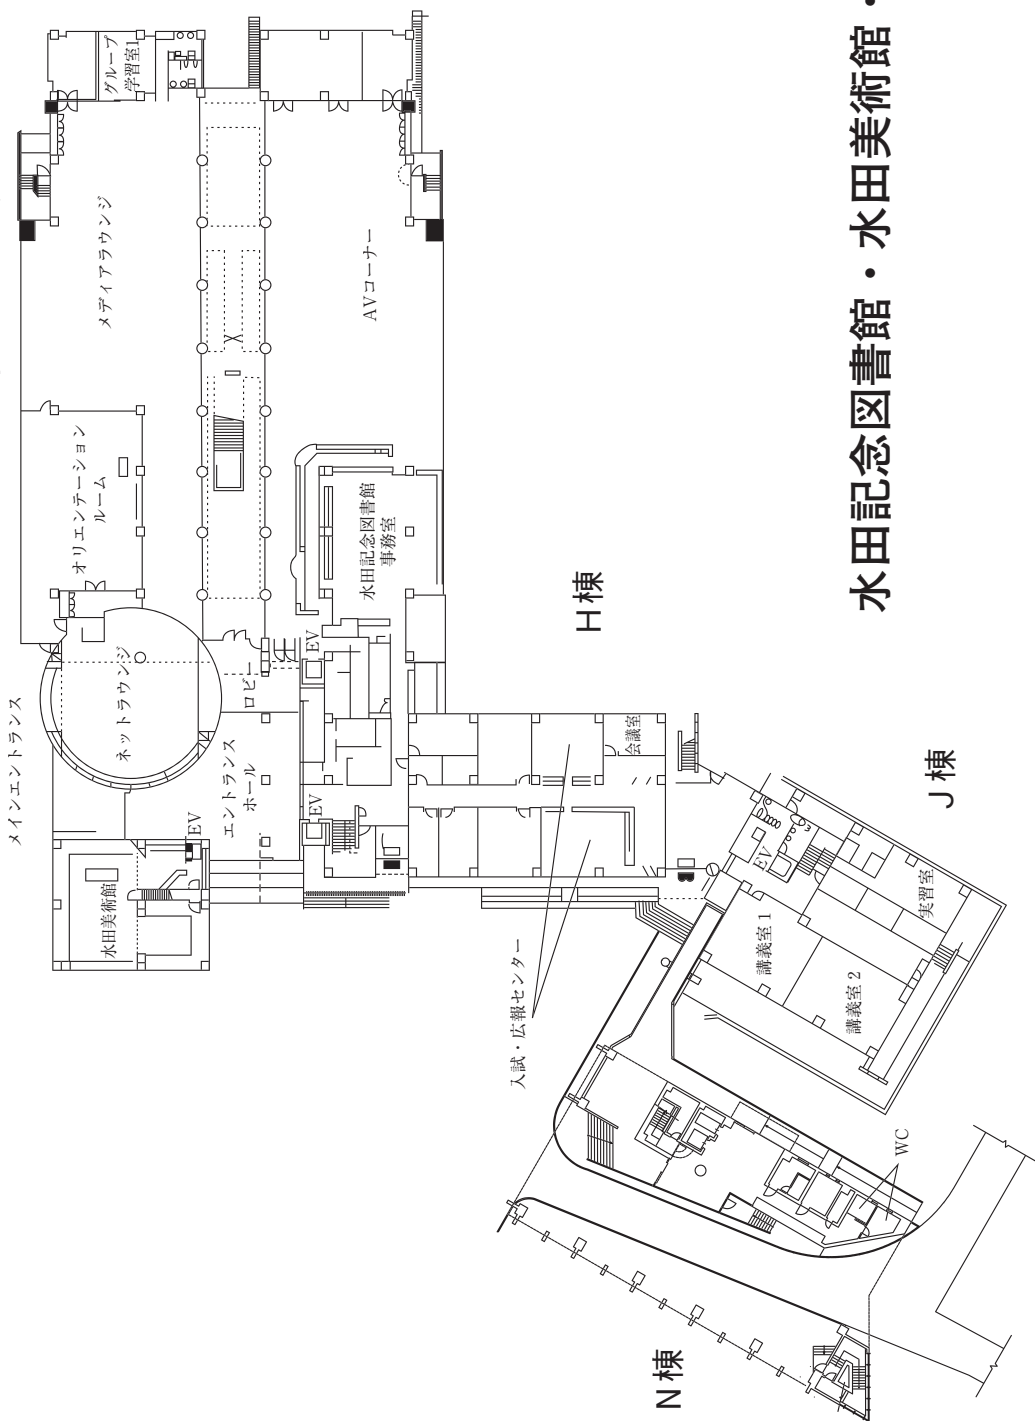 水田記念図書館・水田美術館・
メインエントランス
グループ
学習室1
メディアラウンジ
AVコーナー
オリエンテーション
ルーム
水田記念図書館
事務室
ネットラウンジ
ロビー
EV
エントランス
ホール
EV
EV
水田美術館
会議室
入試・広報センター
H棟
J棟
EV
実習室
講義室 1
講義室 2
WC
N棟